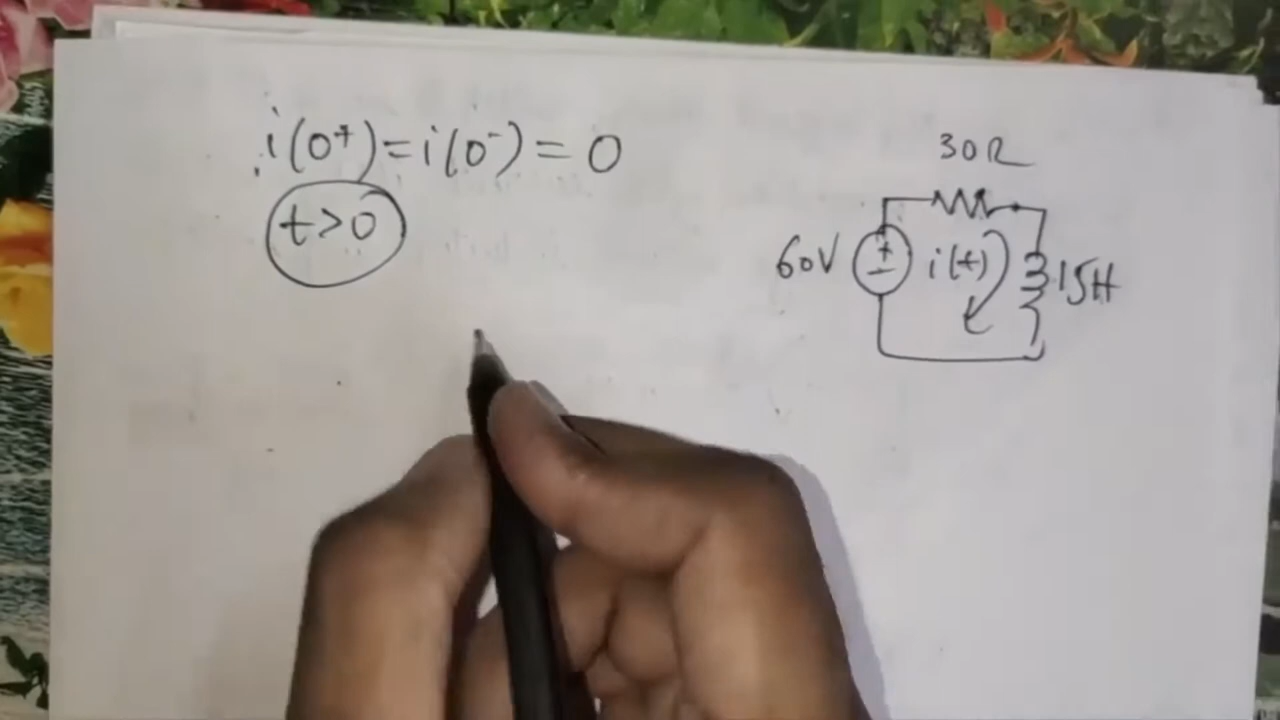 i(0⁺) = i(0⁻) = 0
t>0
30Ω
60V
+
−
i(t)
15H